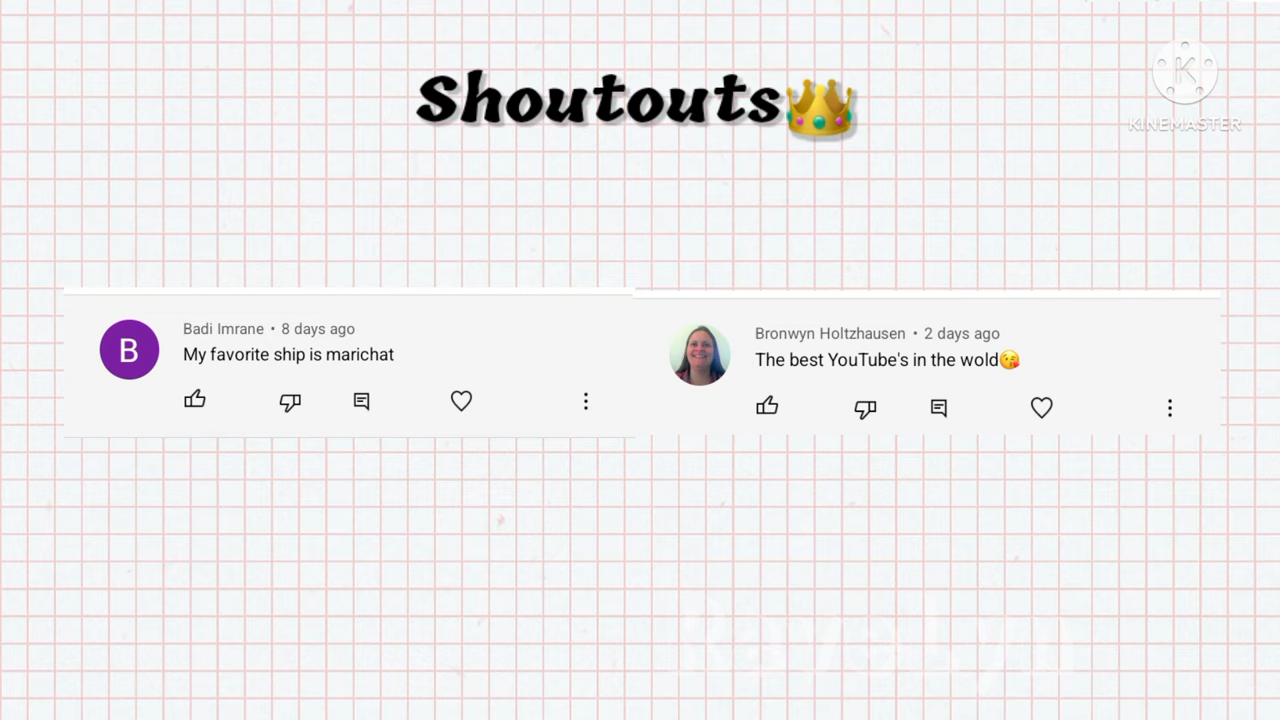 Shoutouts👑
KINEMASTER
B
Badi Imrane • 8 days ago
My favorite ship is marichat
Bronwyn Holtzhausen • 2 days ago
The best YouTube's in the wold😘